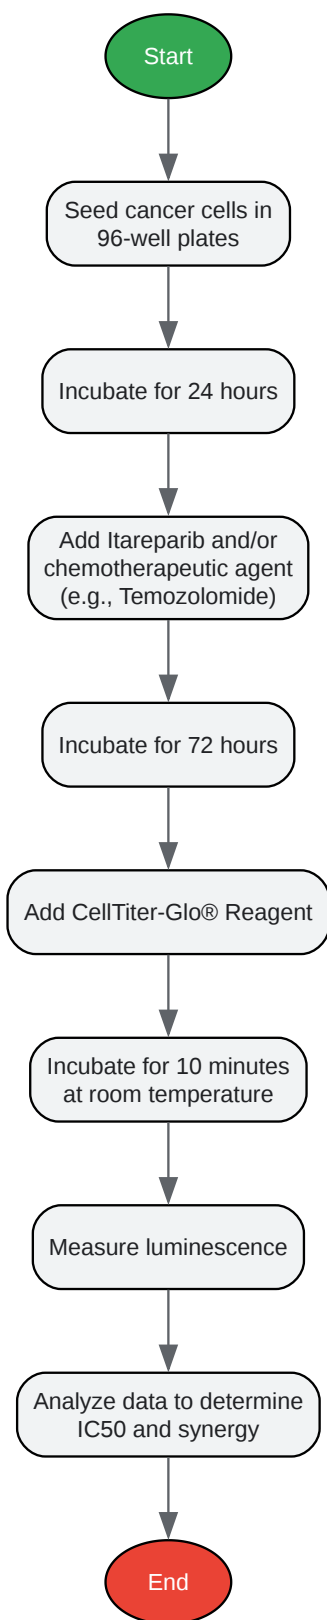 Start
Seed cancer cells in
96-well plates
Incubate for 24 hours
Add Itareparib and/or
chemotherapeutic agent
(e.g., Temozolomide)
Incubate for 72 hours
Add CellTiter-Glo® Reagent
Incubate for 10 minutes
at room temperature
Measure luminescence
Analyze data to determine
IC50 and synergy
End